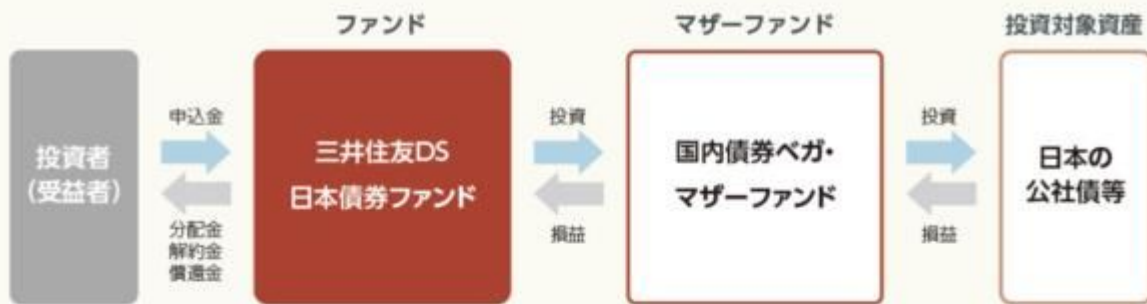 ファンド
マザーファンド
投資対象資産
投資者
(受益者)
申込金
分配金
解約金
償還金
三井住友DS
日本債券ファンド
投資
損益
国内債券ベガ・
マザーファンド
投資
損益
日本の
公社債等